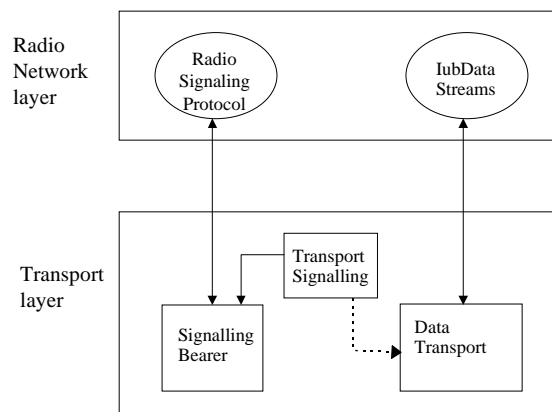 Radio
Network
layer
Radio
Signaling
Protocol
IubData
Streams
Transport
layer
Transport
Signalling
Signalling
Bearer
Data
Transport